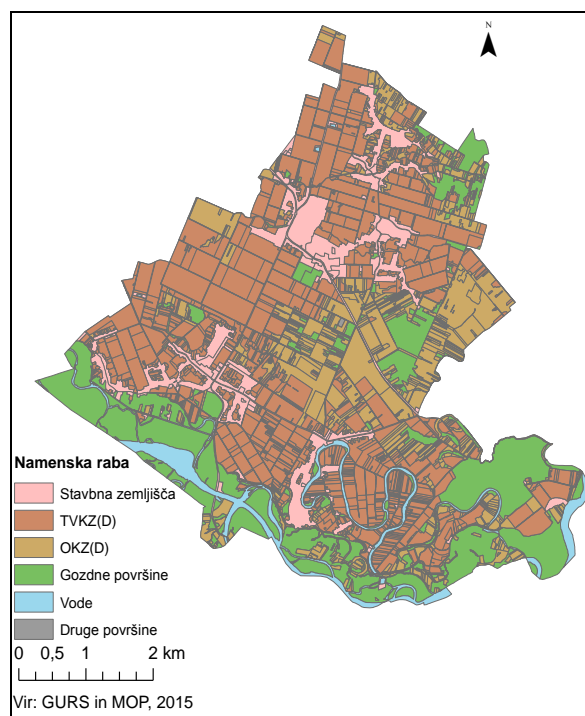 N
Namenska raba
Stavbna zemljišča
TVKZ(D)
OKZ(D)
Gozdne površine
Vode
Druge površine
0 0,5 1 2 km
Vir: GURS in MOP, 2015